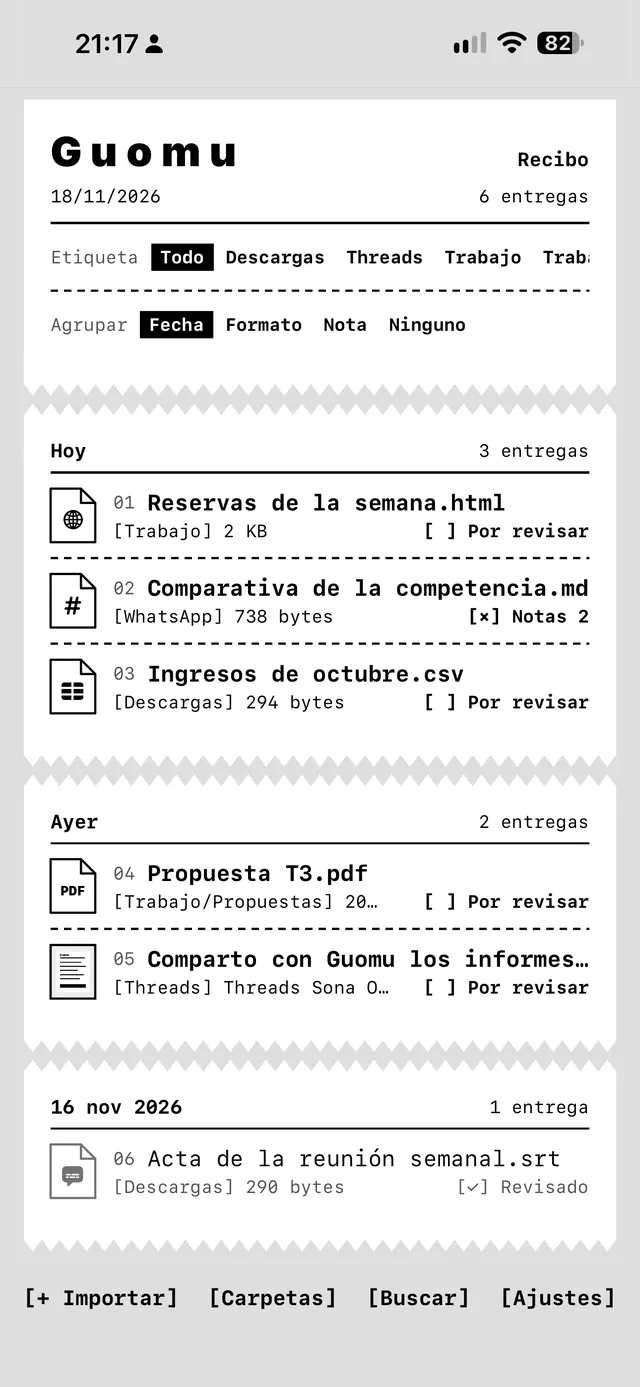 21:17
82
Guomu
Recibo
18/11/2026
6 entregas
Etiqueta Todo Descargas Threads Trabajo Traba
Agrupar Fecha Formato Nota Ninguno
Hoy
3 entregas
01 Reservas de la semana.html
[Trabajo] 2 KB
[ ] Por revisar
#
02 Comparativa de la competencia.md
[WhatsApp] 738 bytes
[×] Notas 2
03 Ingresos de octubre.csv
[Descargas] 294 bytes
[ ] Por revisar
Ayer
2 entregas
PDF
04 Propuesta T3.pdf
[Trabajo/Propuestas] 20…
[ ] Por revisar
05 Comparto con Guomu los informes…
[Threads] Threads Sona O…
[ ] Por revisar
16 nov 2026
1 entrega
06 Acta de la reunión semanal.srt
[Descargas] 290 bytes
[✓] Revisado
[+ Importar] [Carpetas] [Buscar] [Ajustes]